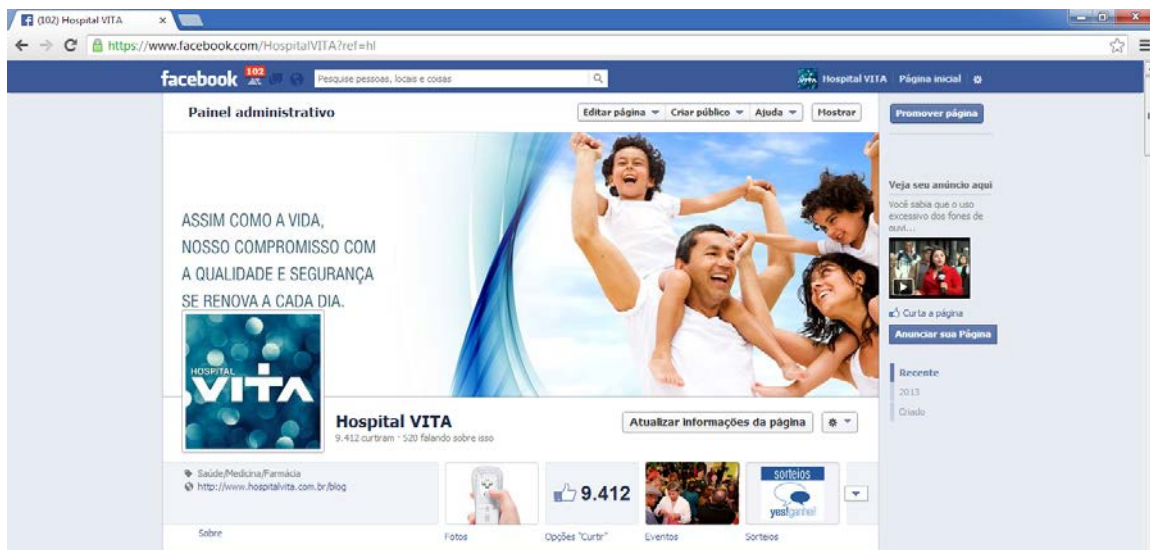 (102) Hospital VITA
https://www.facebook.com/HospitalVITA?ref=hl
facebook 102 Pesquise pessoas, locais e coisas Hospital VITA Página inicial
Painel administrativo Editar página Criar público Ajuda Mostrar
ASSIM COMO A VIDA,
NOSSO COMPROMISSO COM
A QUALIDADE E SEGURANÇA
SE RENOVA A CADA DIA.
HOSPITAL
VITA
Hospital VITA
9.412 curtiram · 520 falando sobre isso
Atualizar informações da página
Saúde/Medicina/Farmácia
http://www.hospitalvita.com.br/blog
Sobre
9.412
sorteios
yes!ganhei
Fotos Opções "Curtir" Eventos Sorteios
Promover página
Veja seu anúncio aqui
Você sabia que o uso
excessivo dos fones de
ouvi...
Curta a página
Anunciar sua Página
Recente
2013
Criado